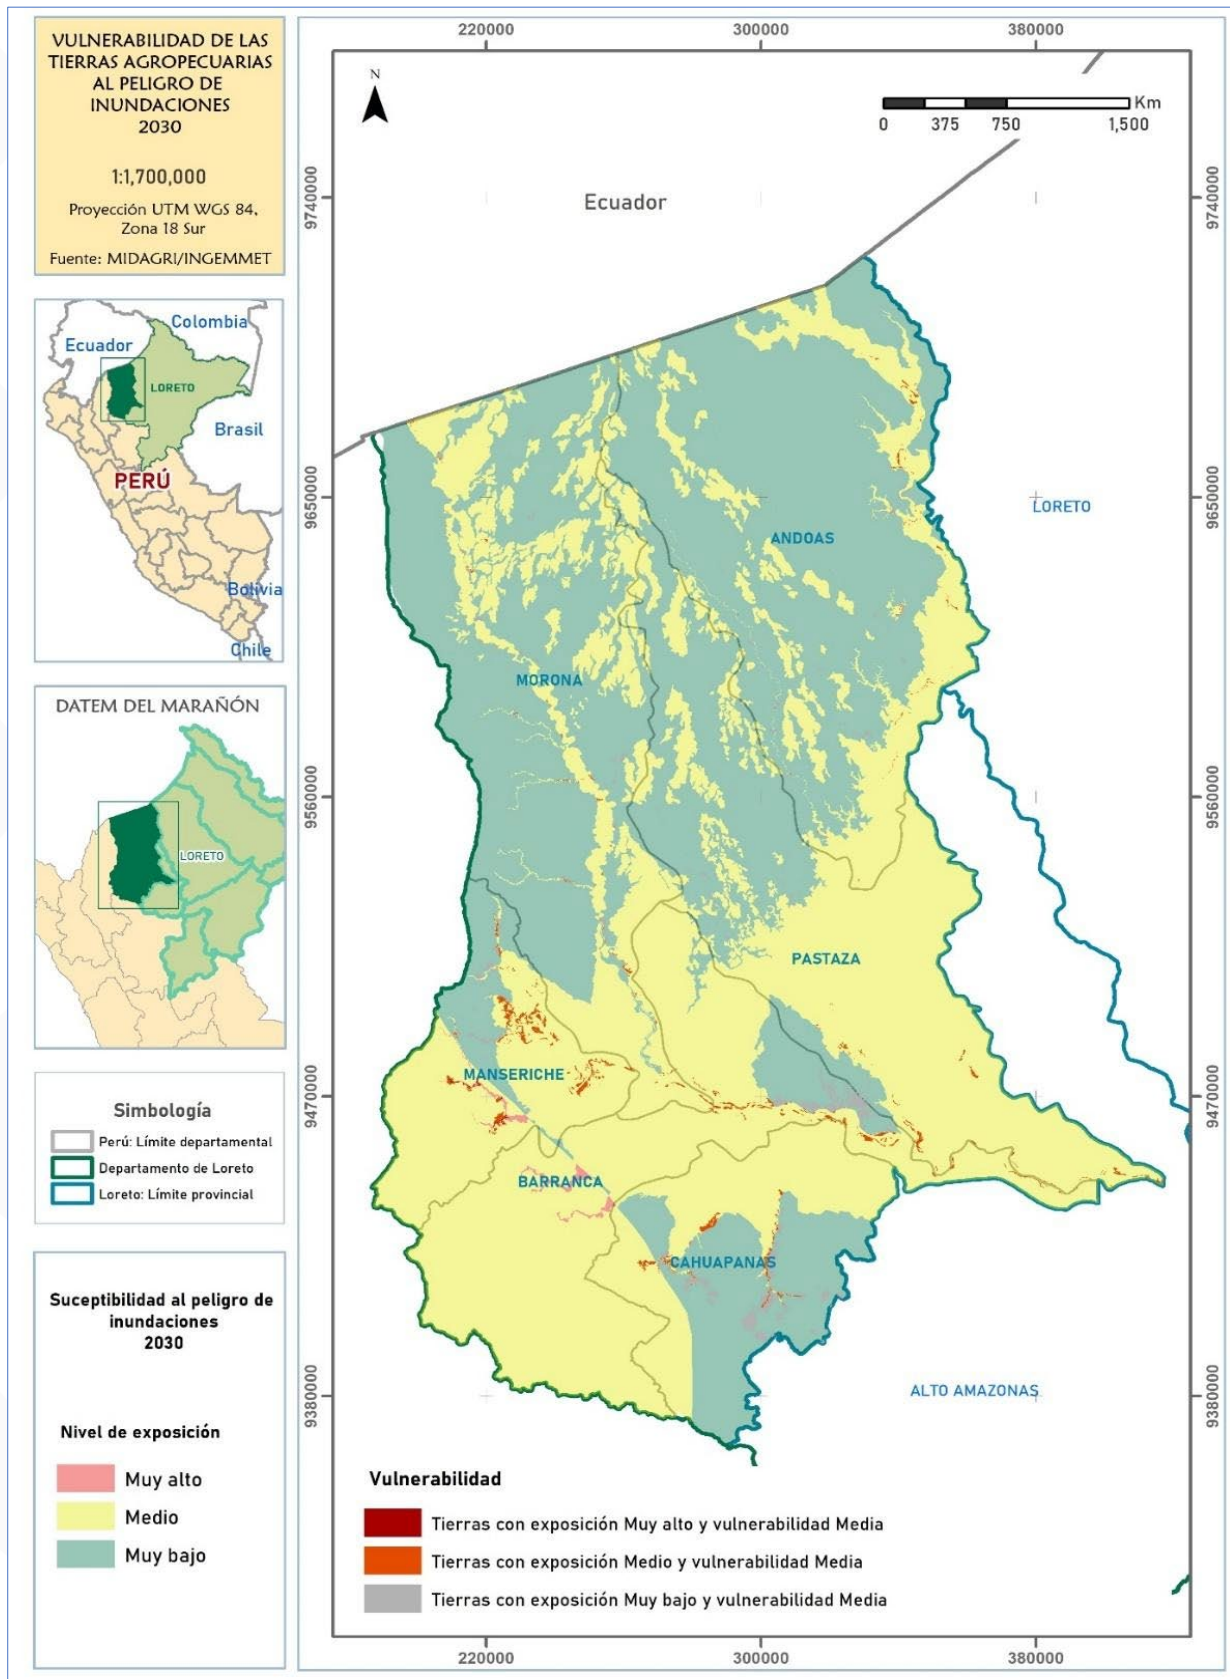 VULNERABILIDAD DE LAS
TIERRAS AGROPECUARIAS
AL PELIGRO DE
INUNDACIONES
2030
1:1,700,000
Proyección UTM WGS 84,
Zona 18 Sur
Fuente: MIDAGRI/INGEMMET
Colombia
Ecuador
LORETO
Brasil
PERÚ
Bolivia
Chile
DATEM DEL MARAÑÓN
LORETO
Simbología
Perú: Límite departamental
Departamento de Loreto
Loreto: Límite provincial
Suceptibilidad al peligro de
inundaciones
2030
Nivel de exposición
Muy alto
Medio
Muy bajo
220000 300000 380000
N
Km
0 375 750 1,500
9740000 9740000
Ecuador
9650000 9650000
LORETO
ANDOAS
MORONA
9560000 9560000
PASTAZA
MANSERICHE
9470000 9470000
BARRANCA
CAHUAPANAS
ALTO AMAZONAS
9380000 9380000
Vulnerabilidad
Tierras con exposición Muy alto y vulnerabilidad Media
Tierras con exposición Medio y vulnerabilidad Media
Tierras con exposición Muy bajo y vulnerabilidad Media
220000 300000 380000